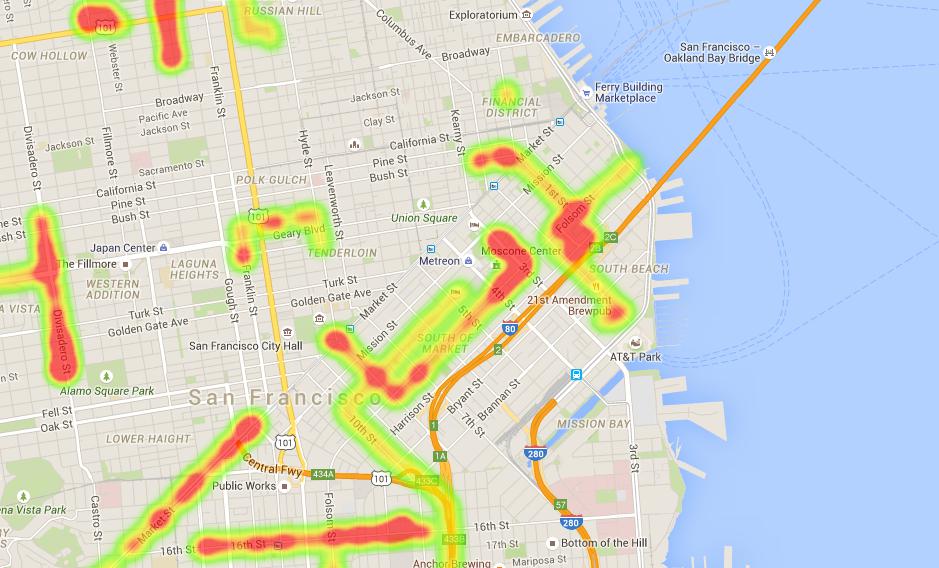 RUSSIAN HILL
Exploratorium
101
Columbus Ave
EMBARCADERO
COW HOLLOW
Webster St
Franklin St
Broadway
San Francisco –
Oakland Bay Bridge
Ferry Building
Marketplace
Broadway
Pacific Ave
Jackson St
Jackson St
Clay St
FINANCIAL
DISTRICT
Kearny St
Market St
Divisadero St
Fillmore St
Hyde St
California St
Pine St
Bush St
Jackson St
Sacramento St
Mission St
Leavenworth St
POLK GULCH
California St
Pine St
Bush St
1st St
Folsom St
101
Union Square
Geary Blvd
Japan Center
The Fillmore
TENDERLOIN
Metreon
Moscone Center
2C
2B
LAGUNA
HEIGHTS
WESTERN
ADDITION
3rd St
4th St
SOUTH BEACH
Turk St
Golden Gate Ave
Market St
Franklin St
Gough St
21st Amendment
Brewpub
5th St
Turk St
Golden Gate Ave
Mission St
80
SOUTH OF
MARKET
2
San Francisco City Hall
AT&T Park
Divisadero St
Alamo Square Park
San Francisco
Bryant St
Brannan St
Harrison St
7th St
10th St
Fell St
Oak St
MISSION BAY
LOWER HAIGHT
101
1
1A
280
3rd St
Central Fwy
434A
101
433C
Public Works
Castro St
Market St
Folsom St
57
280
16th St
16th St
16th St
433B
17th St
Bottom of the Hill
Anchor Brewing
Mariposa St